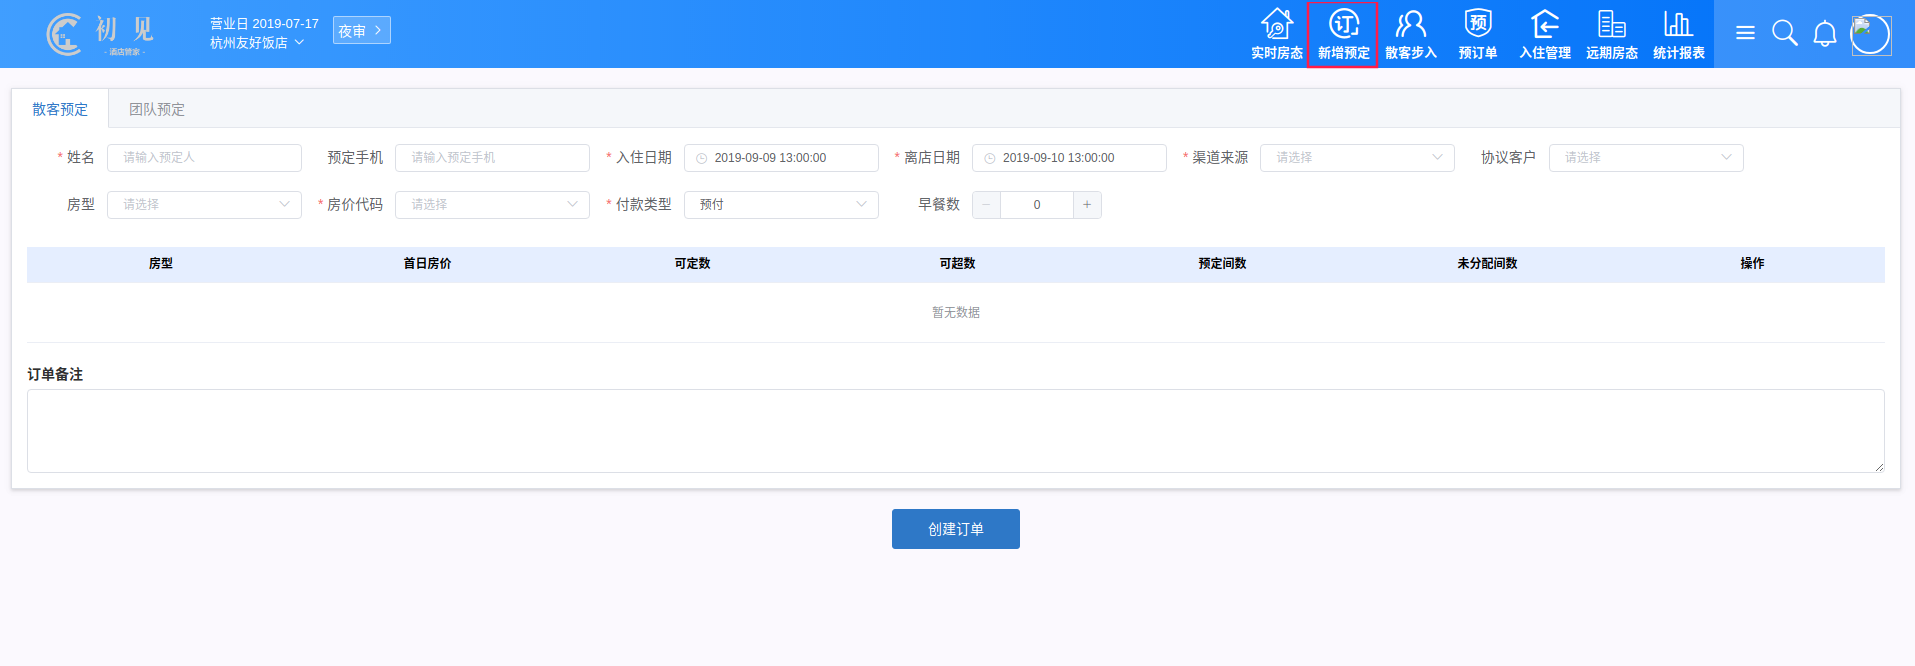 初 见
- 酒店管家 -
营业日 2019-07-17
杭州友好饭店
夜审
订
预
实时房态 新增预定 散客步入 预订单 入住管理 远期房态 统计报表
散客预定 团队预定
* 姓名 请输入预定人 预定手机 请输入预定手机 * 入住日期 2019-09-09 13:00:00 * 离店日期 2019-09-10 13:00:00 * 渠道来源 请选择 协议客户 请选择
房型 请选择 * 房价代码 请选择 * 付款类型 预付 早餐数 − 0 +
房型 首日房价 可定数 可超数 预定间数 未分配间数 操作
暂无数据
订单备注
创建订单